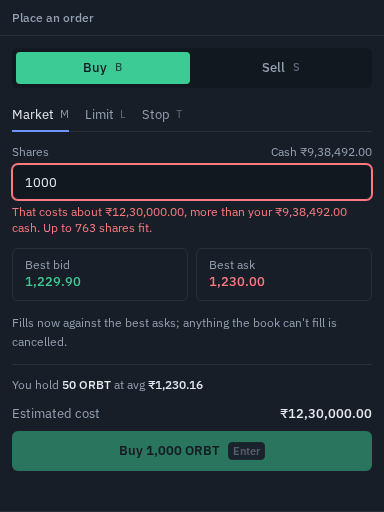 Place an order
Buy B Sell S
Market M Limit L Stop T
Shares Cash ₹9,38,492.00
1000
That costs about ₹12,30,000.00, more than your ₹9,38,492.00
cash. Up to 763 shares fit.
Best bid Best ask
1,229.90 1,230.00
Fills now against the best asks; anything the book can't fill is
cancelled.
You hold 50 ORBT at avg ₹1,230.16
Estimated cost ₹12,30,000.00
Buy 1,000 ORBT Enter